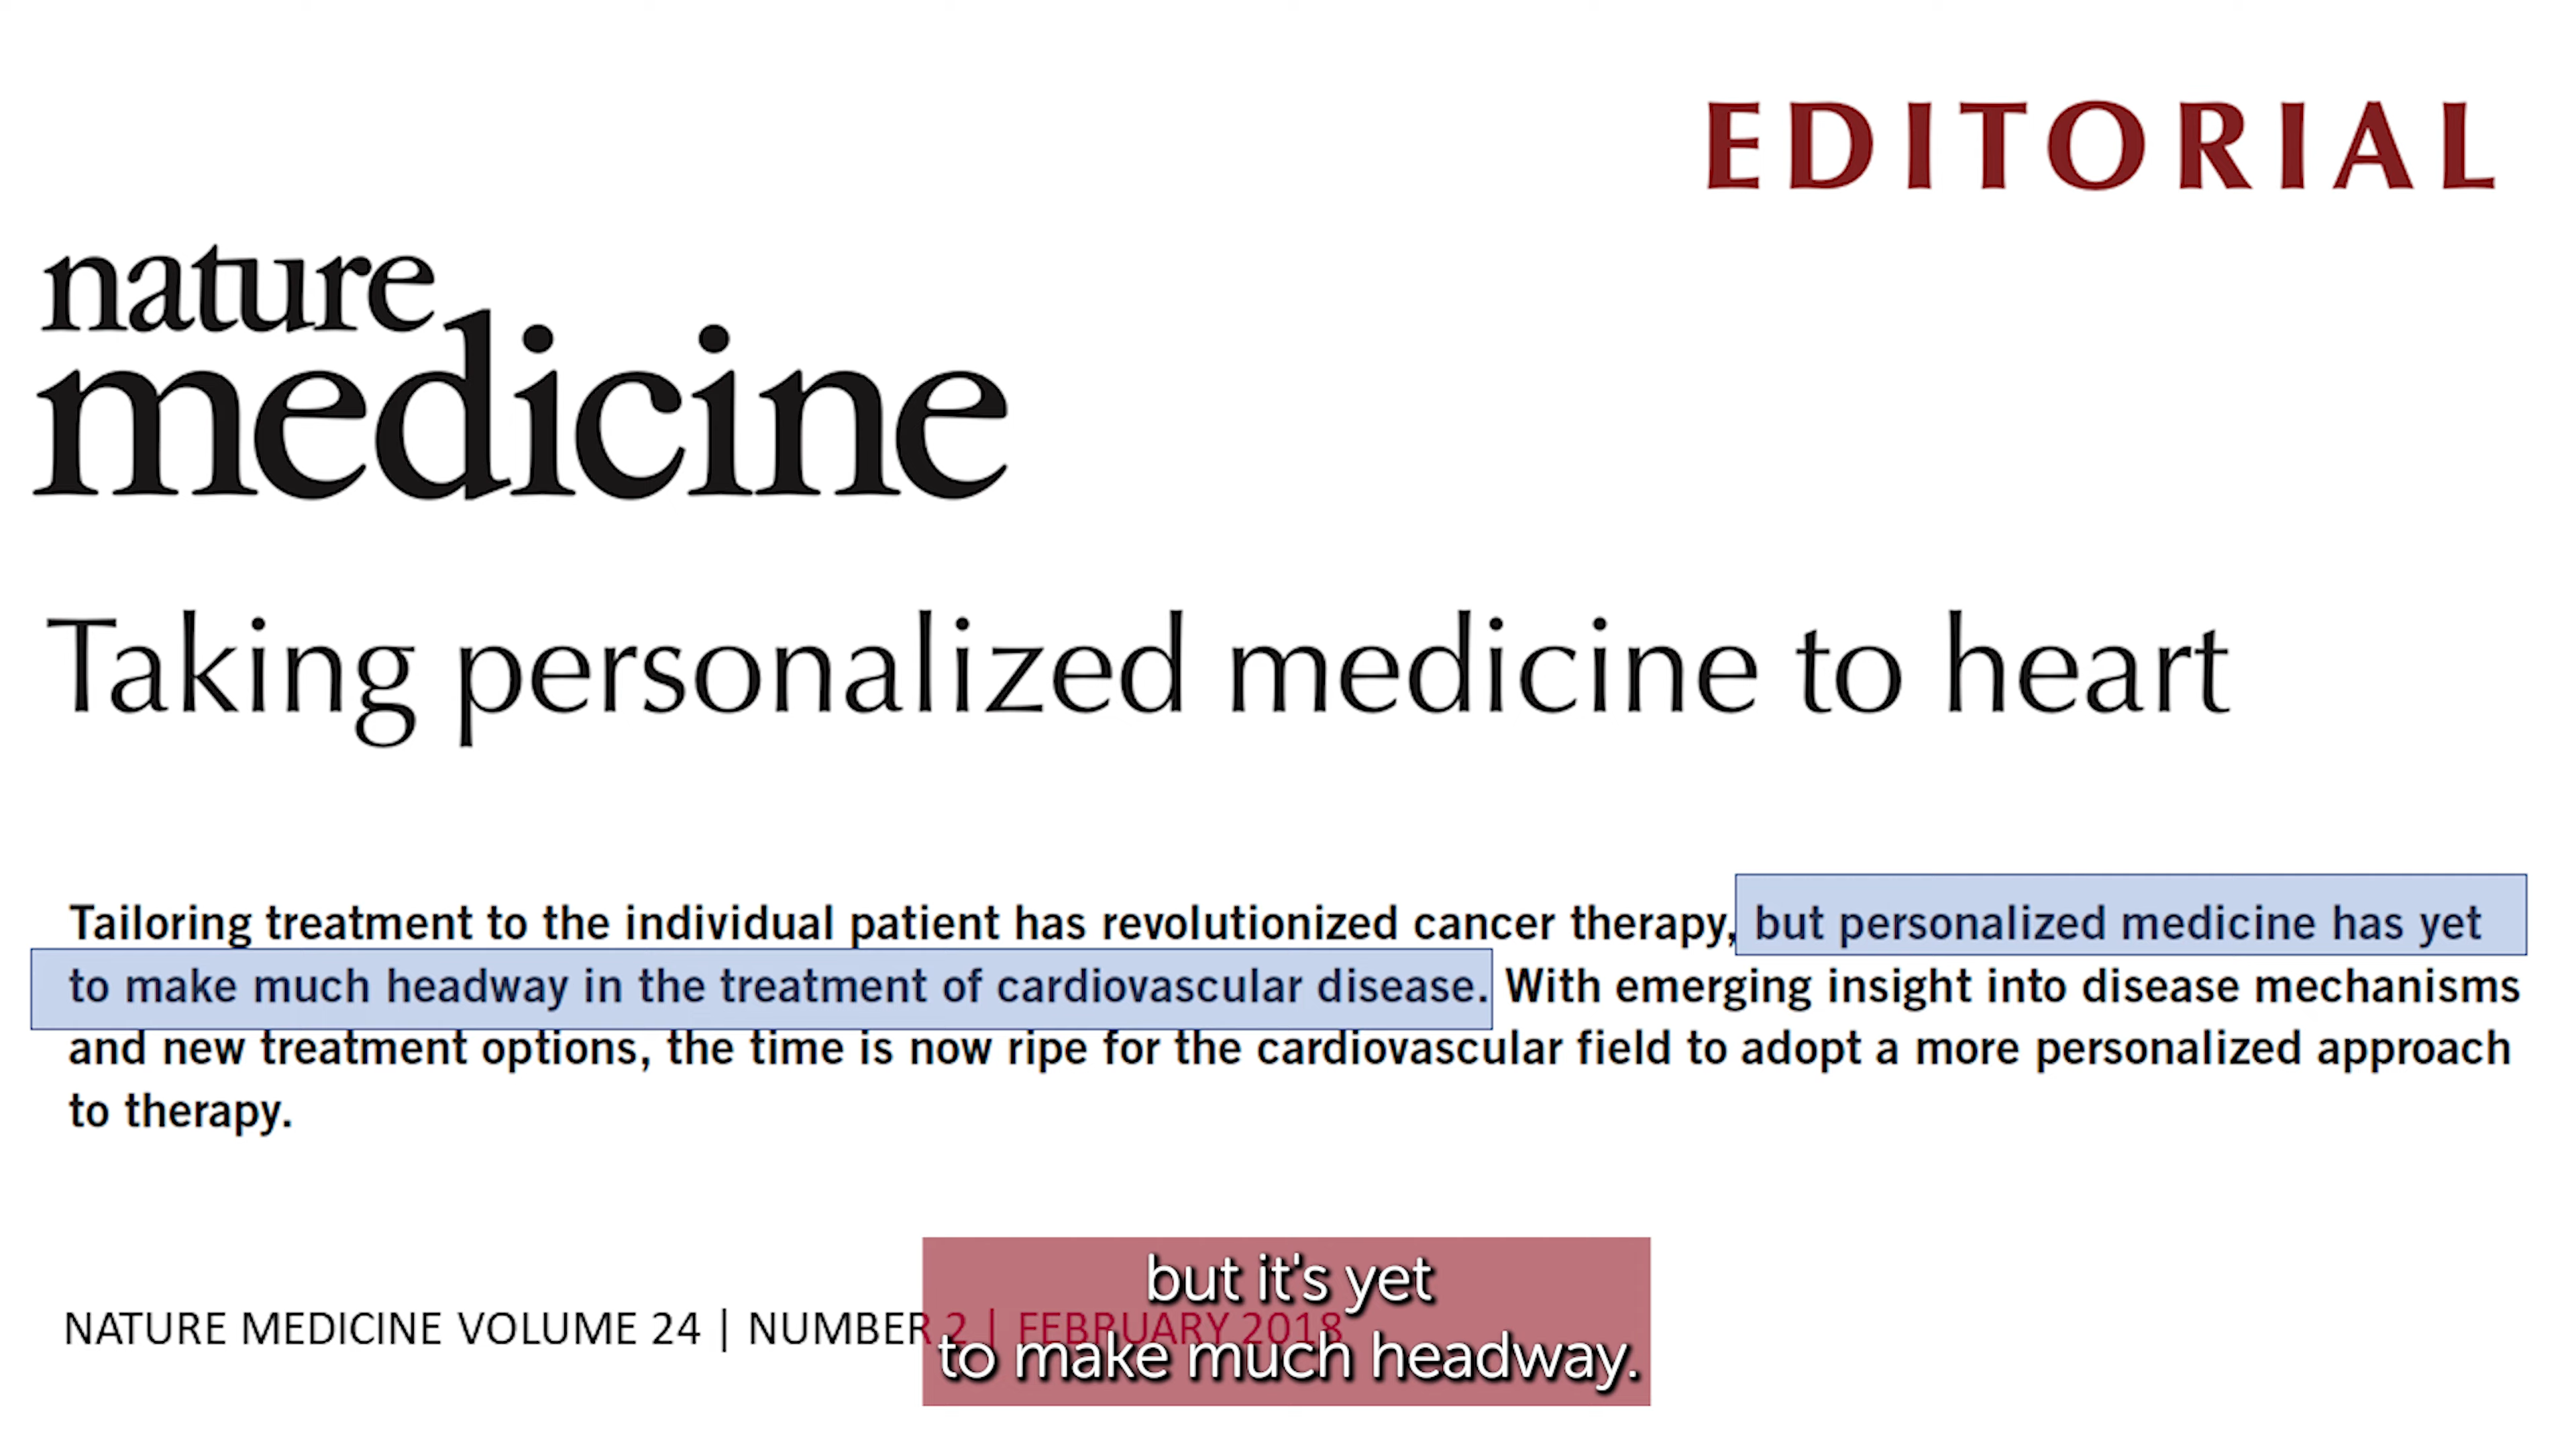 EDITORIAL
nature
medicine
Taking personalized medicine to heart
Tailoring treatment to the individual patient has revolutionized cancer therapy, but personalized medicine has yet
to make much headway in the treatment of cardiovascular disease. With emerging insight into disease mechanisms
and new treatment options, the time is now ripe for the cardiovascular field to adopt a more personalized approach
to therapy.
NATURE MEDICINE VOLUME 24 | NUMBER 2 | FEBRUARY 2018
but it's yet
to make much headway.